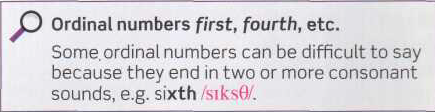 Ordinal numbers first, fourth, etc.
Some ordinal numbers can be difficult to say
because they end in two or more consonant
sounds, e.g. sixth /sɪksθ/.